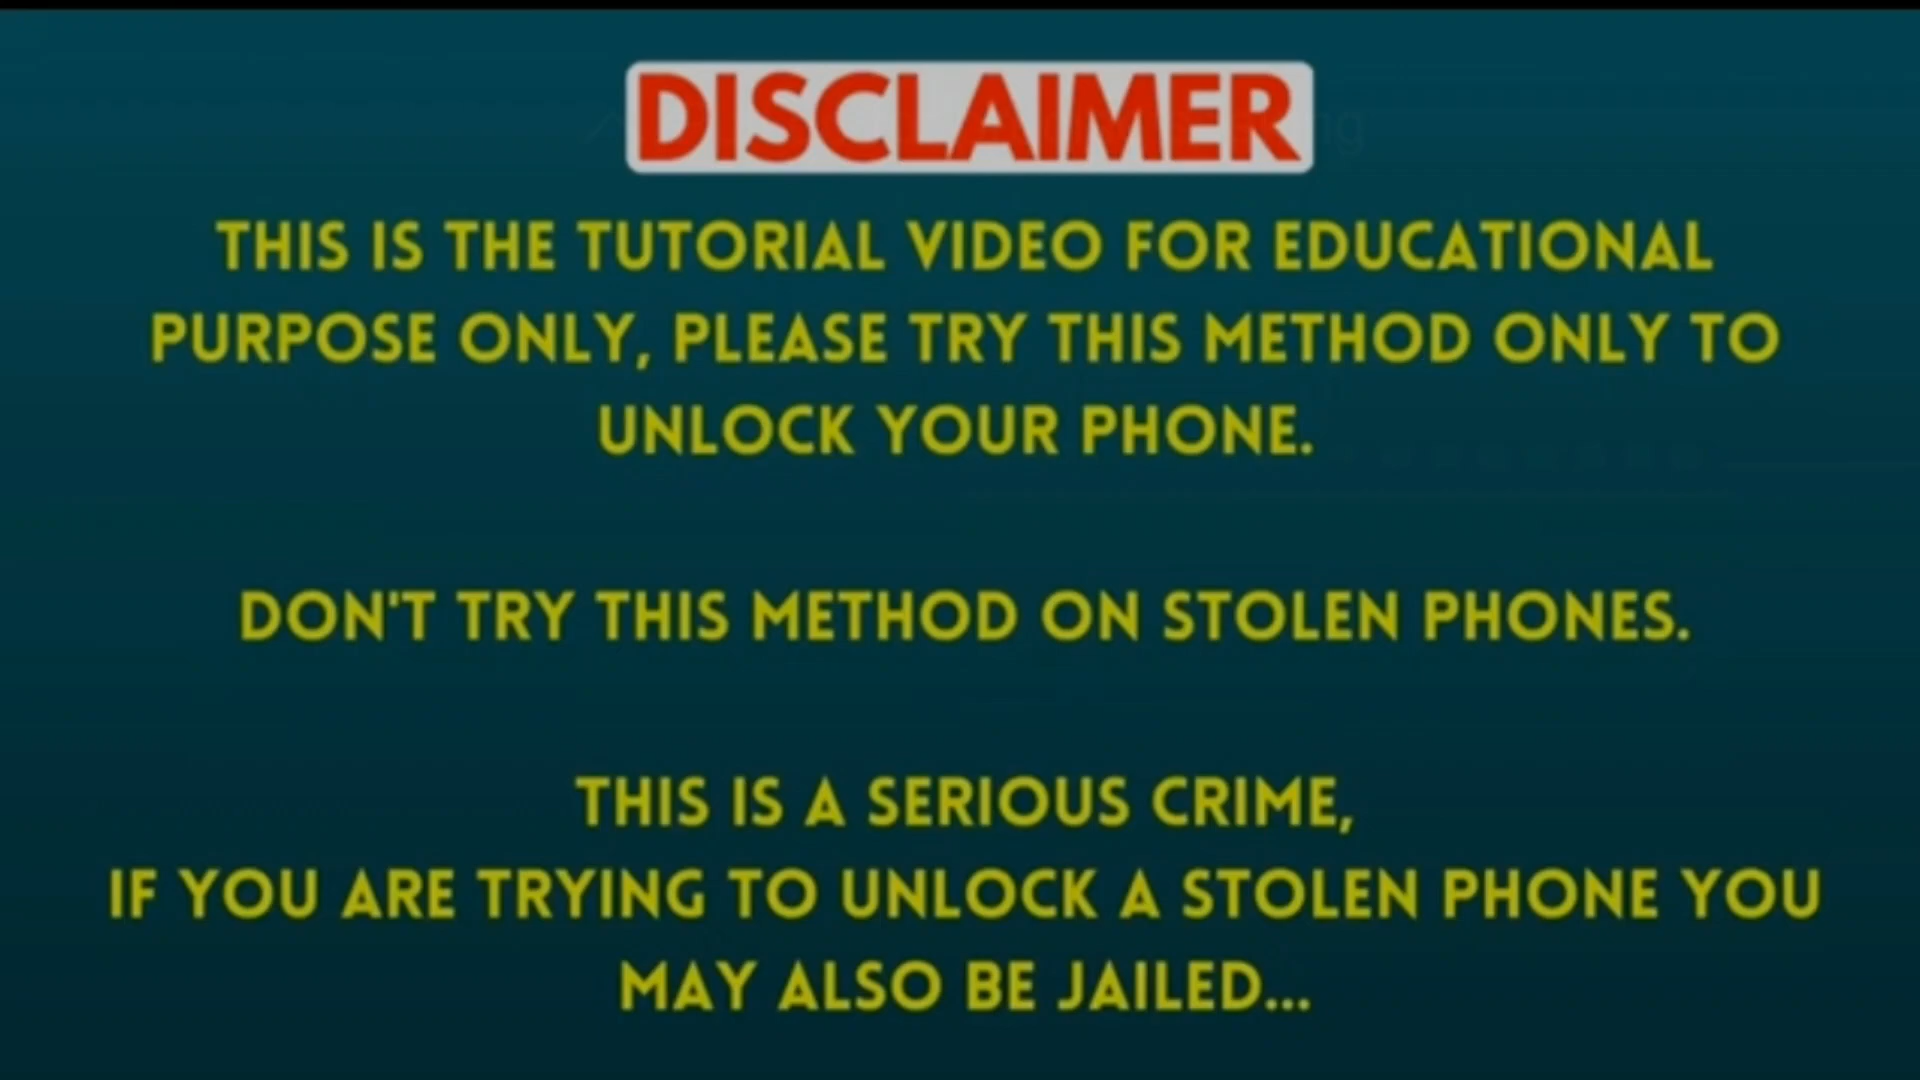 DISCLAIMER
THIS IS THE TUTORIAL VIDEO FOR EDUCATIONAL
PURPOSE ONLY, PLEASE TRY THIS METHOD ONLY TO
UNLOCK YOUR PHONE.
DON'T TRY THIS METHOD ON STOLEN PHONES.
THIS IS A SERIOUS CRIME,
IF YOU ARE TRYING TO UNLOCK A STOLEN PHONE YOU
MAY ALSO BE JAILED...